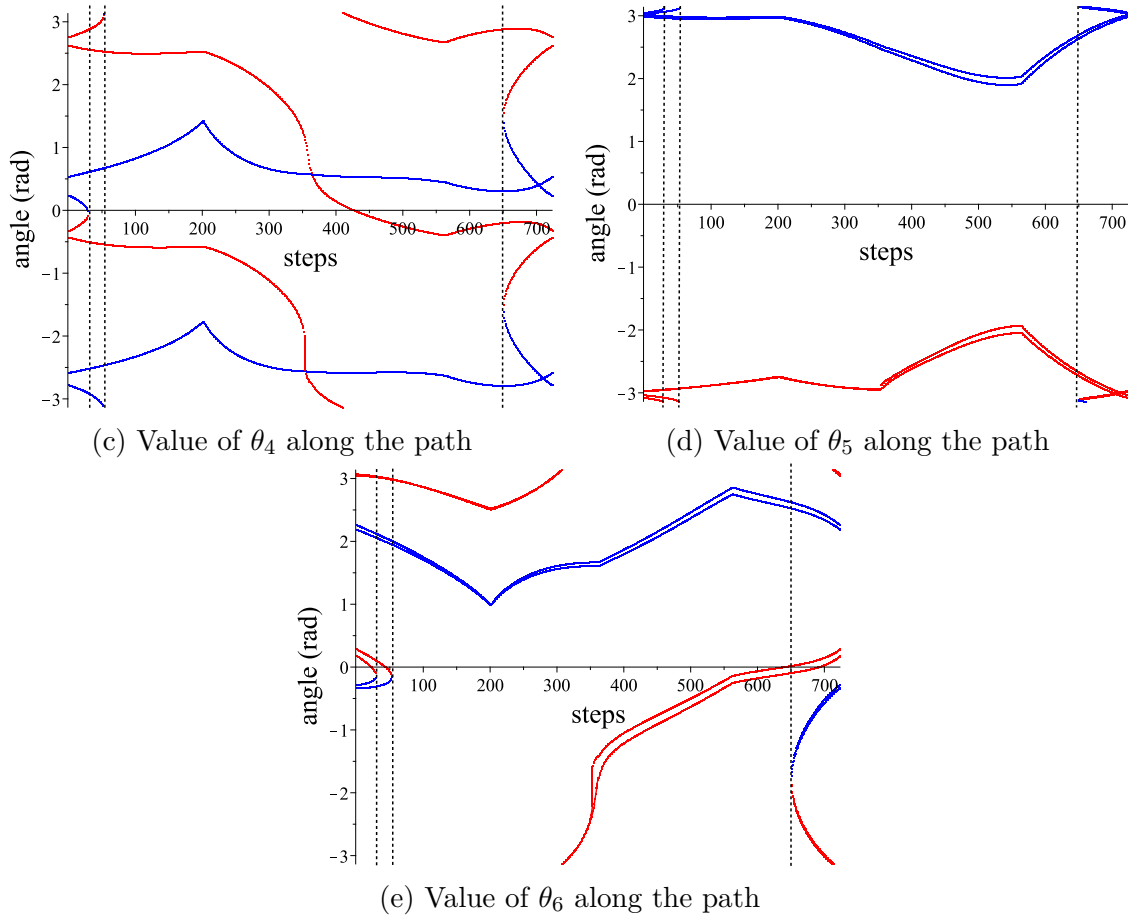 3
2
1
0
−1
−2
−3
angle (rad)
100 200 300 400 500 600 700
steps
(c) Value of θ4 along the path
3
2
1
0
−1
−2
−3
angle (rad)
100 200 300 400 500 600 700
steps
(d) Value of θ5 along the path
3
2
1
0
−1
−2
−3
angle (rad)
100 200 300 400 500 600 700
steps
(e) Value of θ6 along the path